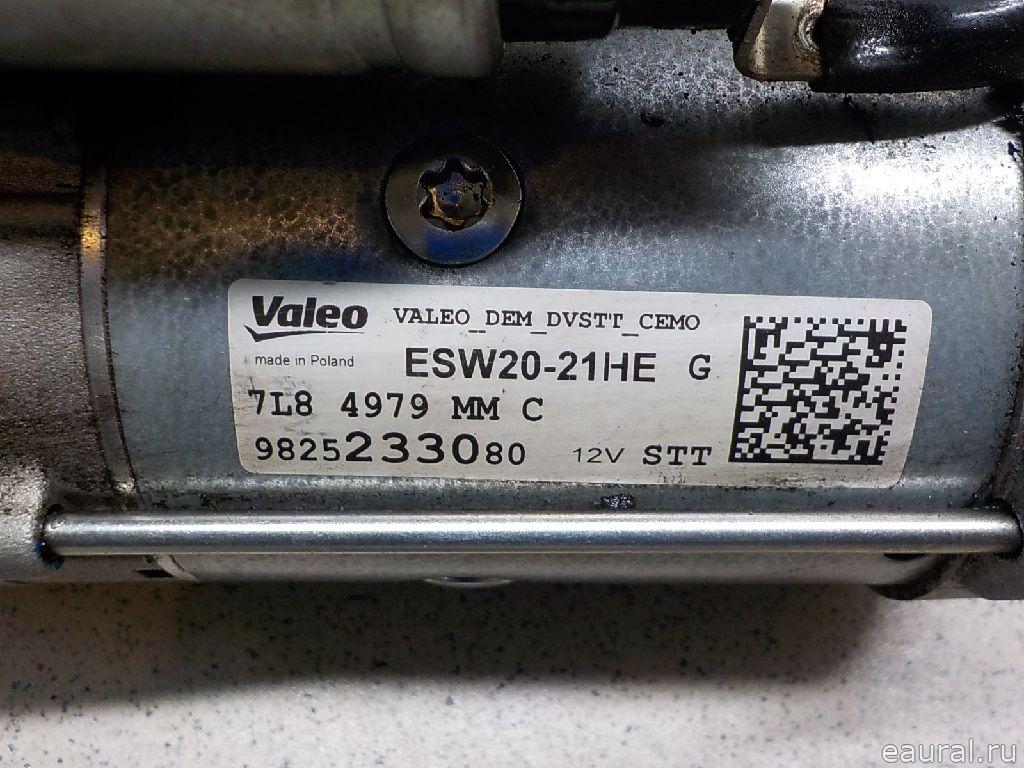 Valeo VALEO_DEM_DVSTT_CEMO
made in Poland ESW20-21HE G
7L8 4979 MM C
9825233080 12V STT
eaural.ru